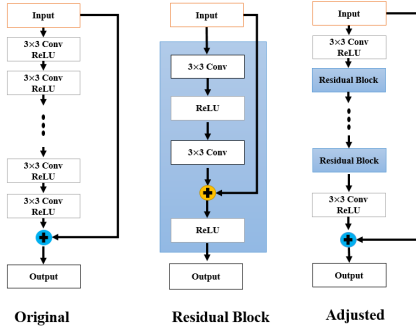 Input
3×3 Conv
ReLU
3×3 Conv
ReLU
3×3 Conv
ReLU
3×3 Conv
ReLU
Output
Original
Input
3×3 Conv
ReLU
3×3 Conv
ReLU
Output
Residual Block
Input
3×3 Conv
ReLU
Residual Block
Residual Block
3×3 Conv
ReLU
Output
Adjusted